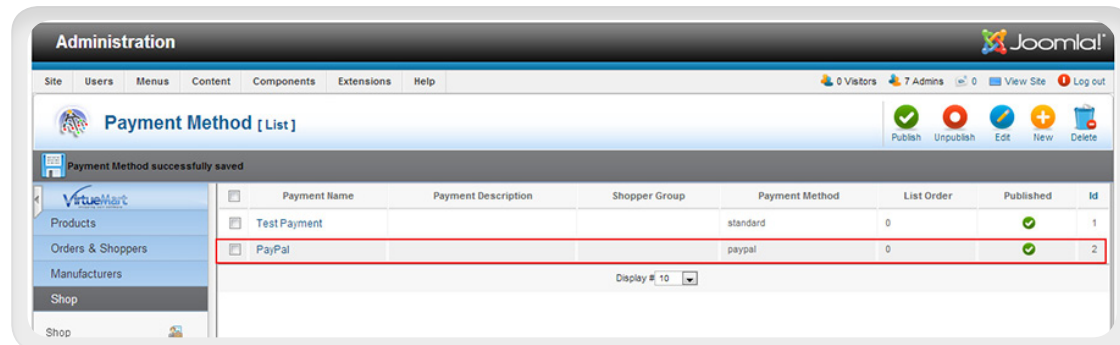 Administration Joomla!
Site Users Menus Content Components Extensions Help 0 Visitors 7 Admins 0 View Site Log out
Payment Method [ List ] Publish Unpublish Edit New Delete
Payment Method successfully saved
VirtueMart Payment Name Payment Description Shopper Group Payment Method List Order Published Id
Products Test Payment standard 0 1
Orders & Shoppers PayPal paypal 0 2
Manufacturers Display # 10
Shop
Shop